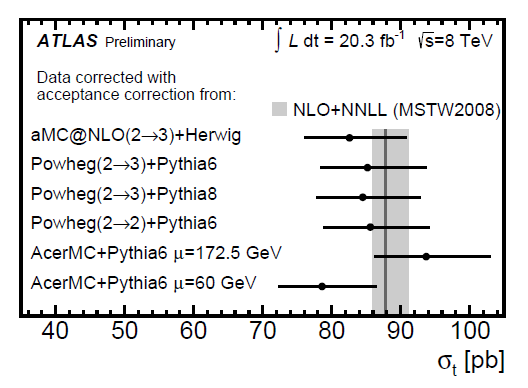 ATLAS Preliminary
∫ L dt = 20.3 fb⁻¹ √s=8 TeV
Data corrected with
acceptance correction from:
NLO+NNLL (MSTW2008)
aMC@NLO(2→3)+Herwig
Powheg(2→3)+Pythia6
Powheg(2→3)+Pythia8
Powheg(2→2)+Pythia6
AcerMC+Pythia6 μ=172.5 GeV
AcerMC+Pythia6 μ=60 GeV
40 50 60 70 80 90 100
σₜ [pb]